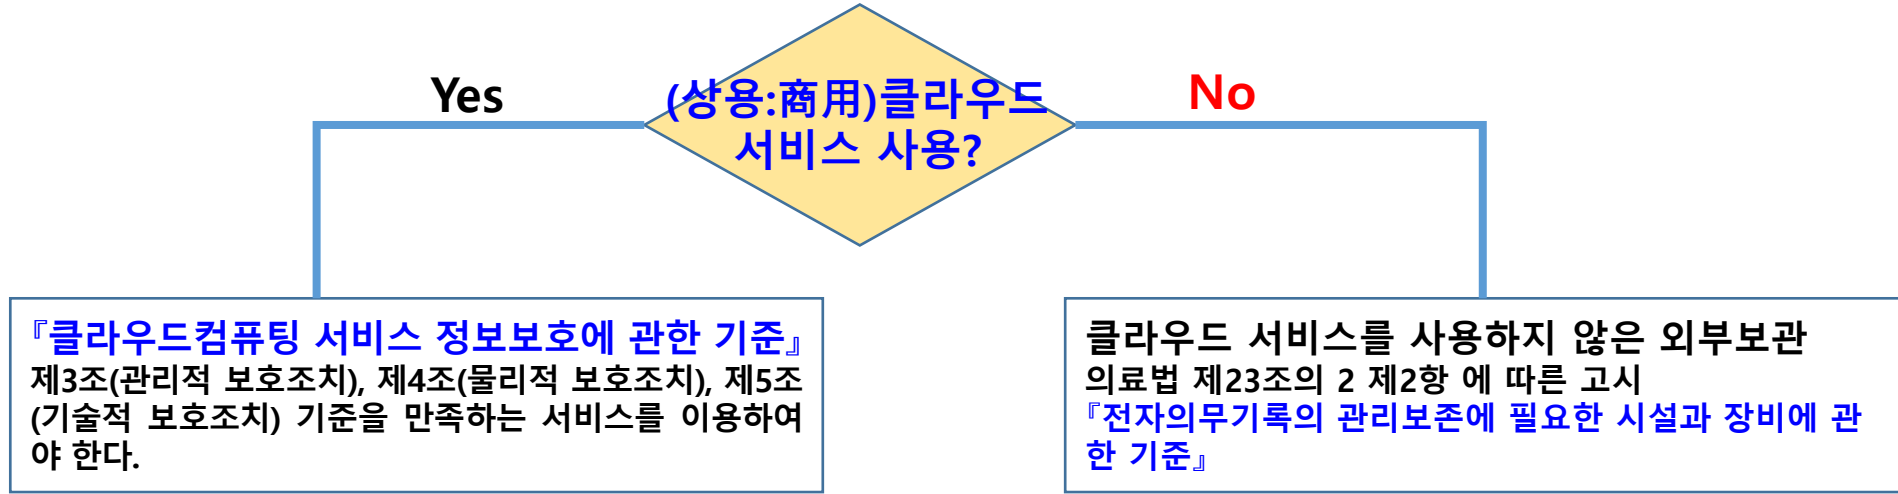 (상용:商用)클라우드
서비스 사용?
Yes
No
『클라우드컴퓨팅 서비스 정보보호에 관한 기준』
제3조(관리적 보호조치), 제4조(물리적 보호조치), 제5조
(기술적 보호조치) 기준을 만족하는 서비스를 이용하여
야 한다.
클라우드 서비스를 사용하지 않은 외부보관
의료법 제23조의 2 제2항 에 따른 고시
『전자의무기록의 관리보존에 필요한 시설과 장비에 관
한 기준』